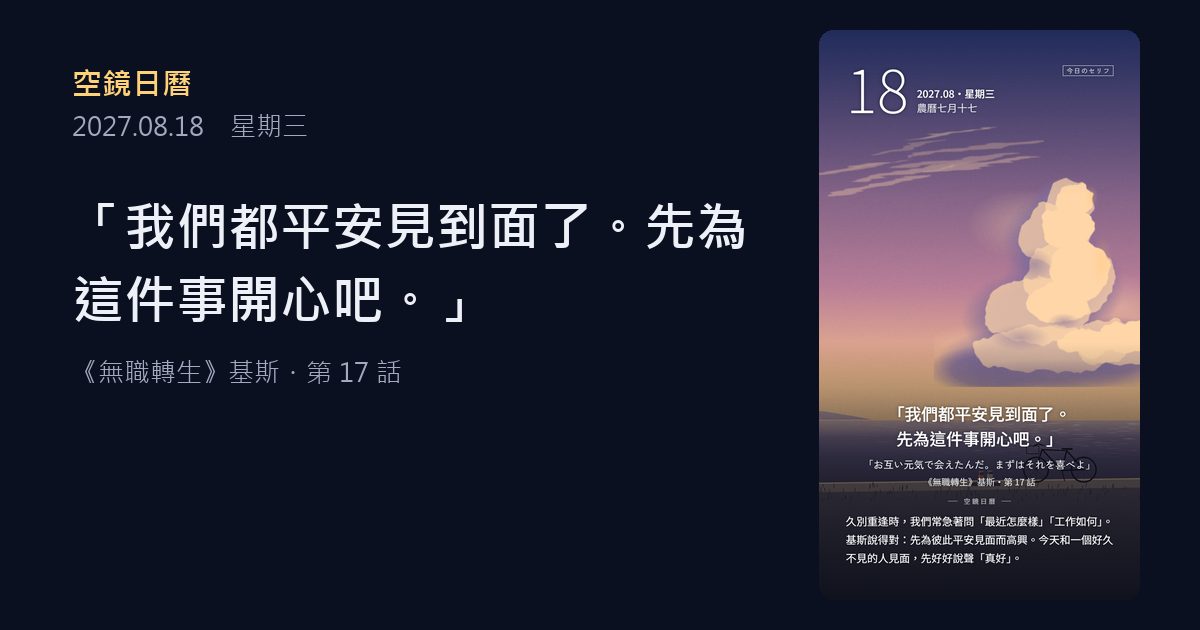 空鏡日曆
2027.08.18 星期三
「我們都平安見到面了。先為
這件事開心吧。」
《無職轉生》基斯．第 17 話
18
2027.08・星期三
農曆七月十七
今日のセリフ
「我們都平安見到面了。
先為這件事開心吧。」
「お互い元気で会えたんだ。まずはそれを喜べよ」
《無職轉生》基斯・第 17 話
— 空鏡日曆 —
久別重逢時，我們常急著問「最近怎麼樣」「工作如何」。
基斯說得對：先為彼此平安見面而高興。今天和一個好久
不見的人見面，先好好說聲「真好」。